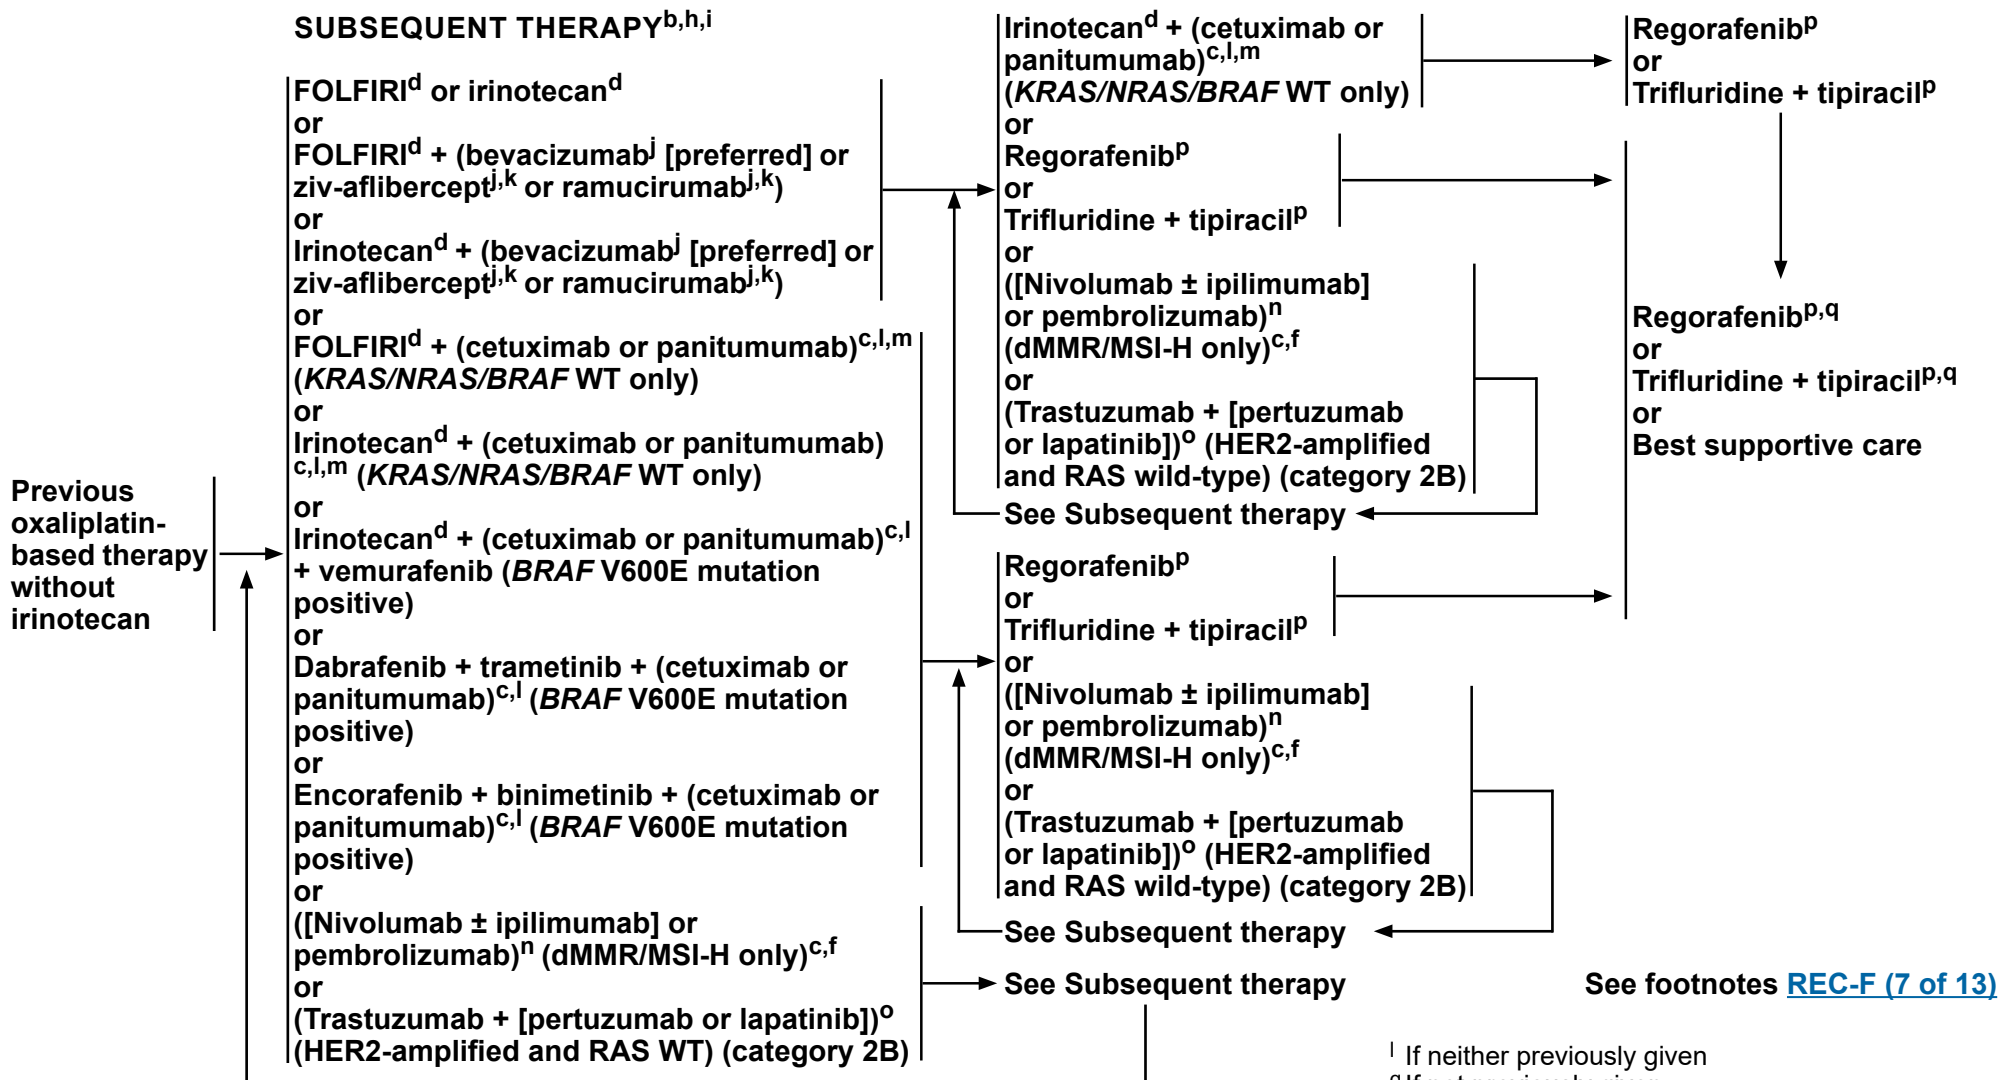 SUBSEQUENT THERAPYb,h,i
Previous
oxaliplatin-
based therapy
without
irinotecan
FOLFIRId or irinotecand
or
FOLFIRId + (bevacizumabj [preferred] or
ziv-afliberceptj,k or ramucirumabj,k)
or
Irinotecand + (bevacizumabj [preferred] or
ziv-afliberceptj,k or ramucirumabj,k)
or
FOLFIRId + (cetuximab or panitumumab)c,l,m
(KRAS/NRAS/BRAF WT only)
or
Irinotecand + (cetuximab or panitumumab)
c,l,m (KRAS/NRAS/BRAF WT only)
or
Irinotecand + (cetuximab or panitumumab)c,l
+ vemurafenib (BRAF V600E mutation
positive)
or
Dabrafenib + trametinib + (cetuximab or
panitumumab)c,l (BRAF V600E mutation
positive)
or
Encorafenib + binimetinib + (cetuximab or
panitumumab)c,l (BRAF V600E mutation
positive)
or
([Nivolumab ± ipilimumab] or
pembrolizumab)n (dMMR/MSI-H only)c,f
or
(Trastuzumab + [pertuzumab or lapatinib])o
(HER2-amplified and RAS WT) (category 2B)
Irinotecand + (cetuximab or
panitumumab)c,l,m
(KRAS/NRAS/BRAF WT only)
or
Regorafenibp
or
Trifluridine + tipiracilp
or
([Nivolumab ± ipilimumab]
or pembrolizumab)n
(dMMR/MSI-H only)c,f
or
(Trastuzumab + [pertuzumab
or lapatinib])o (HER2-amplified
and RAS wild-type) (category 2B)
See Subsequent therapy
Regorafenibp
or
Trifluridine + tipiracilp
or
([Nivolumab ± ipilimumab]
or pembrolizumab)n
(dMMR/MSI-H only)c,f
or
(Trastuzumab + [pertuzumab
or lapatinib])o (HER2-amplified
and RAS wild-type) (category 2B)
See Subsequent therapy
See Subsequent therapy
Regorafenibp
or
Trifluridine + tipiracilp
Regorafenibp,q
or
Trifluridine + tipiracilp,q
or
Best supportive care
See footnotes REC-F (7 of 13)
l If neither previously given
q If not previously given